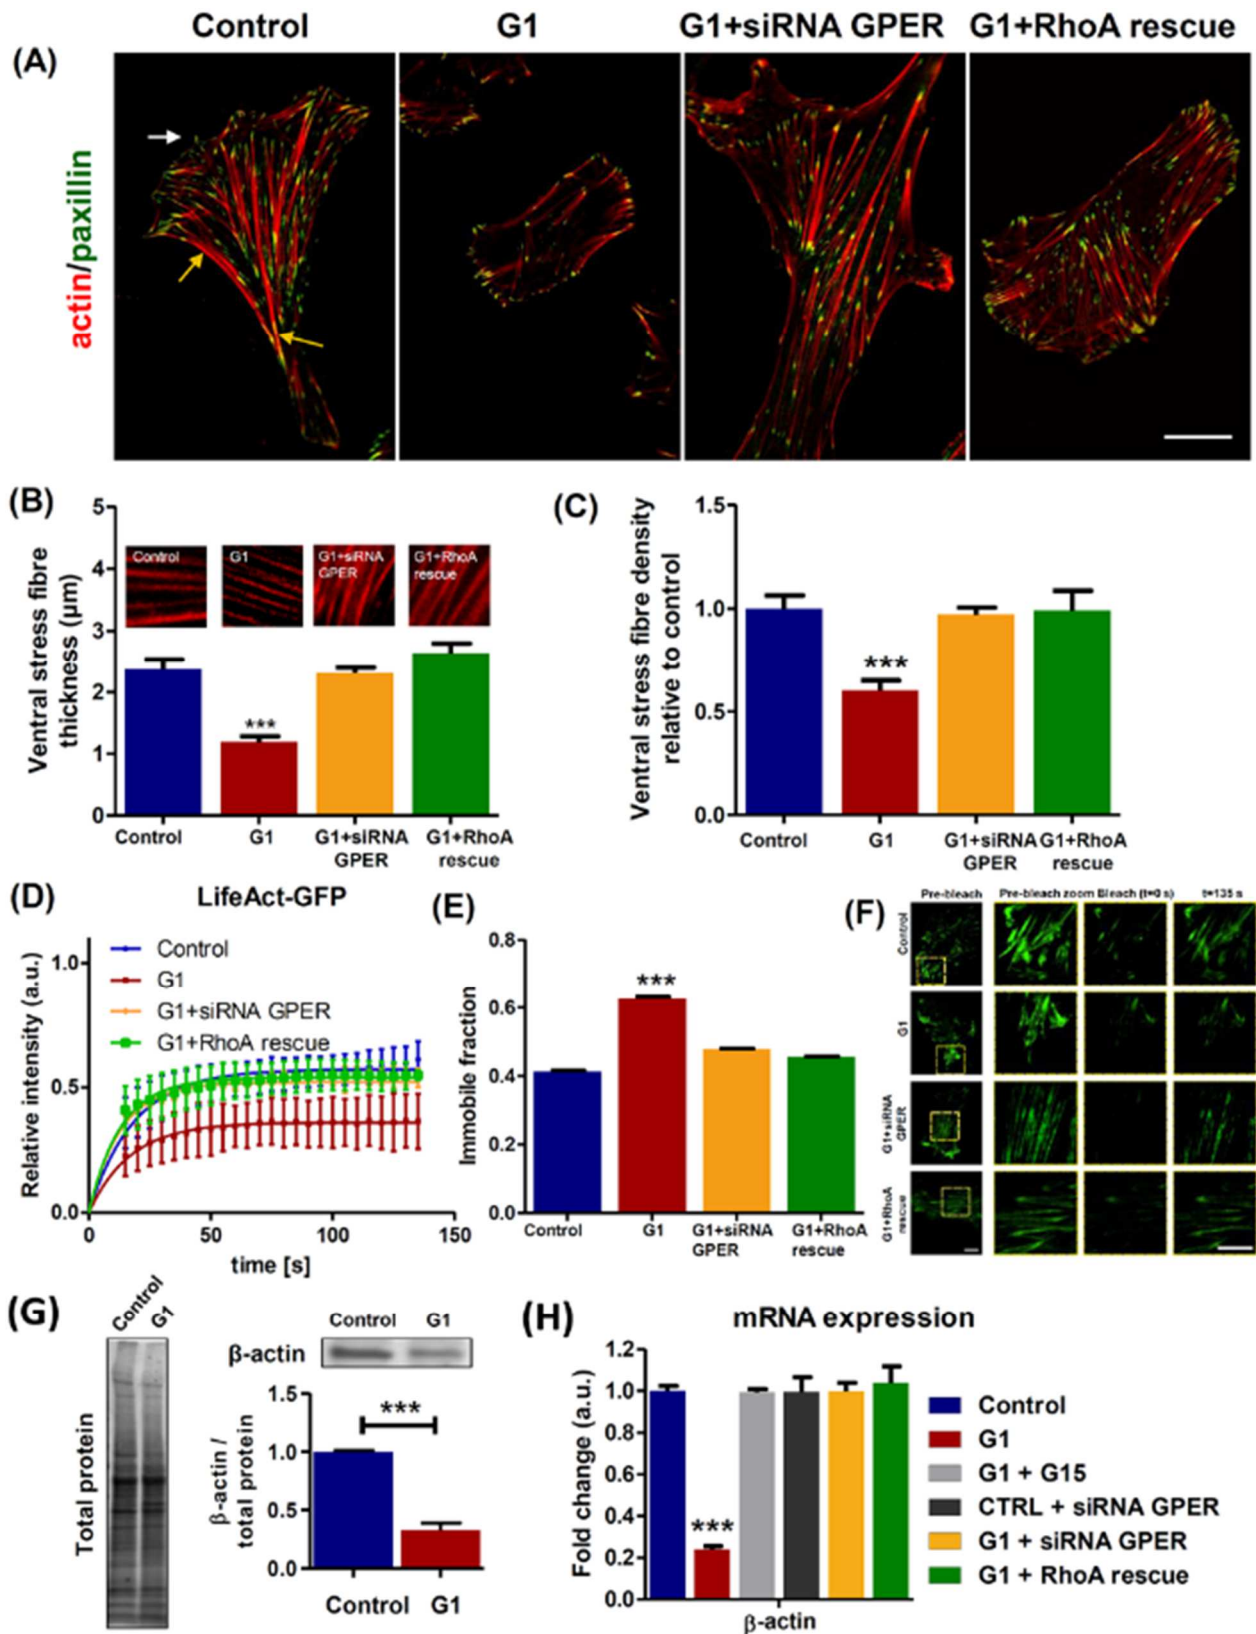 Control G1 G1+siRNA GPER G1+RhoA rescue
(A)
actin/paxillin
(B)
Ventral stress fibre
thickness (µm)
5
4
3
2
1
0
Control G1 G1+siRNA
GPER G1+RhoA
rescue
Control G1 G1+siRNA
GPER G1+RhoA
rescue
(C)
Ventral stress fibre density
relative to control
1.5
1.0
0.5
0.0
Control G1 G1+siRNA
GPER G1+RhoA
rescue
(D) LifeAct-GFP
Relative intensity (a.u.)
1.0
0.5
0.0
Control
G1
G1+siRNA GPER
G1+RhoA rescue
0 50 100 150
time [s]
(E)
Immobile fraction
0.8
0.6
0.4
0.2
0.0
***
***
***
Control G1 G1+siRNA
GPER G1+RhoA
rescue
(F)
Pre-bleach Pre-bleach zoom Bleach (t=0 s) t=135 s
Control
G1
G1+siRNA
GPER
G1+RhoA
rescue
(G)
Control
G1
Total protein
Control G1
β-actin
β-actin /
total protein
1.5
1.0
0.5
0.0
***
Control G1
(H) mRNA expression
Fold change (a.u.)
1.2
1.0
0.8
0.6
0.4
0.2
0.0
***
β-actin
Control
G1
G1 + G15
CTRL + siRNA GPER
G1 + siRNA GPER
G1 + RhoA rescue